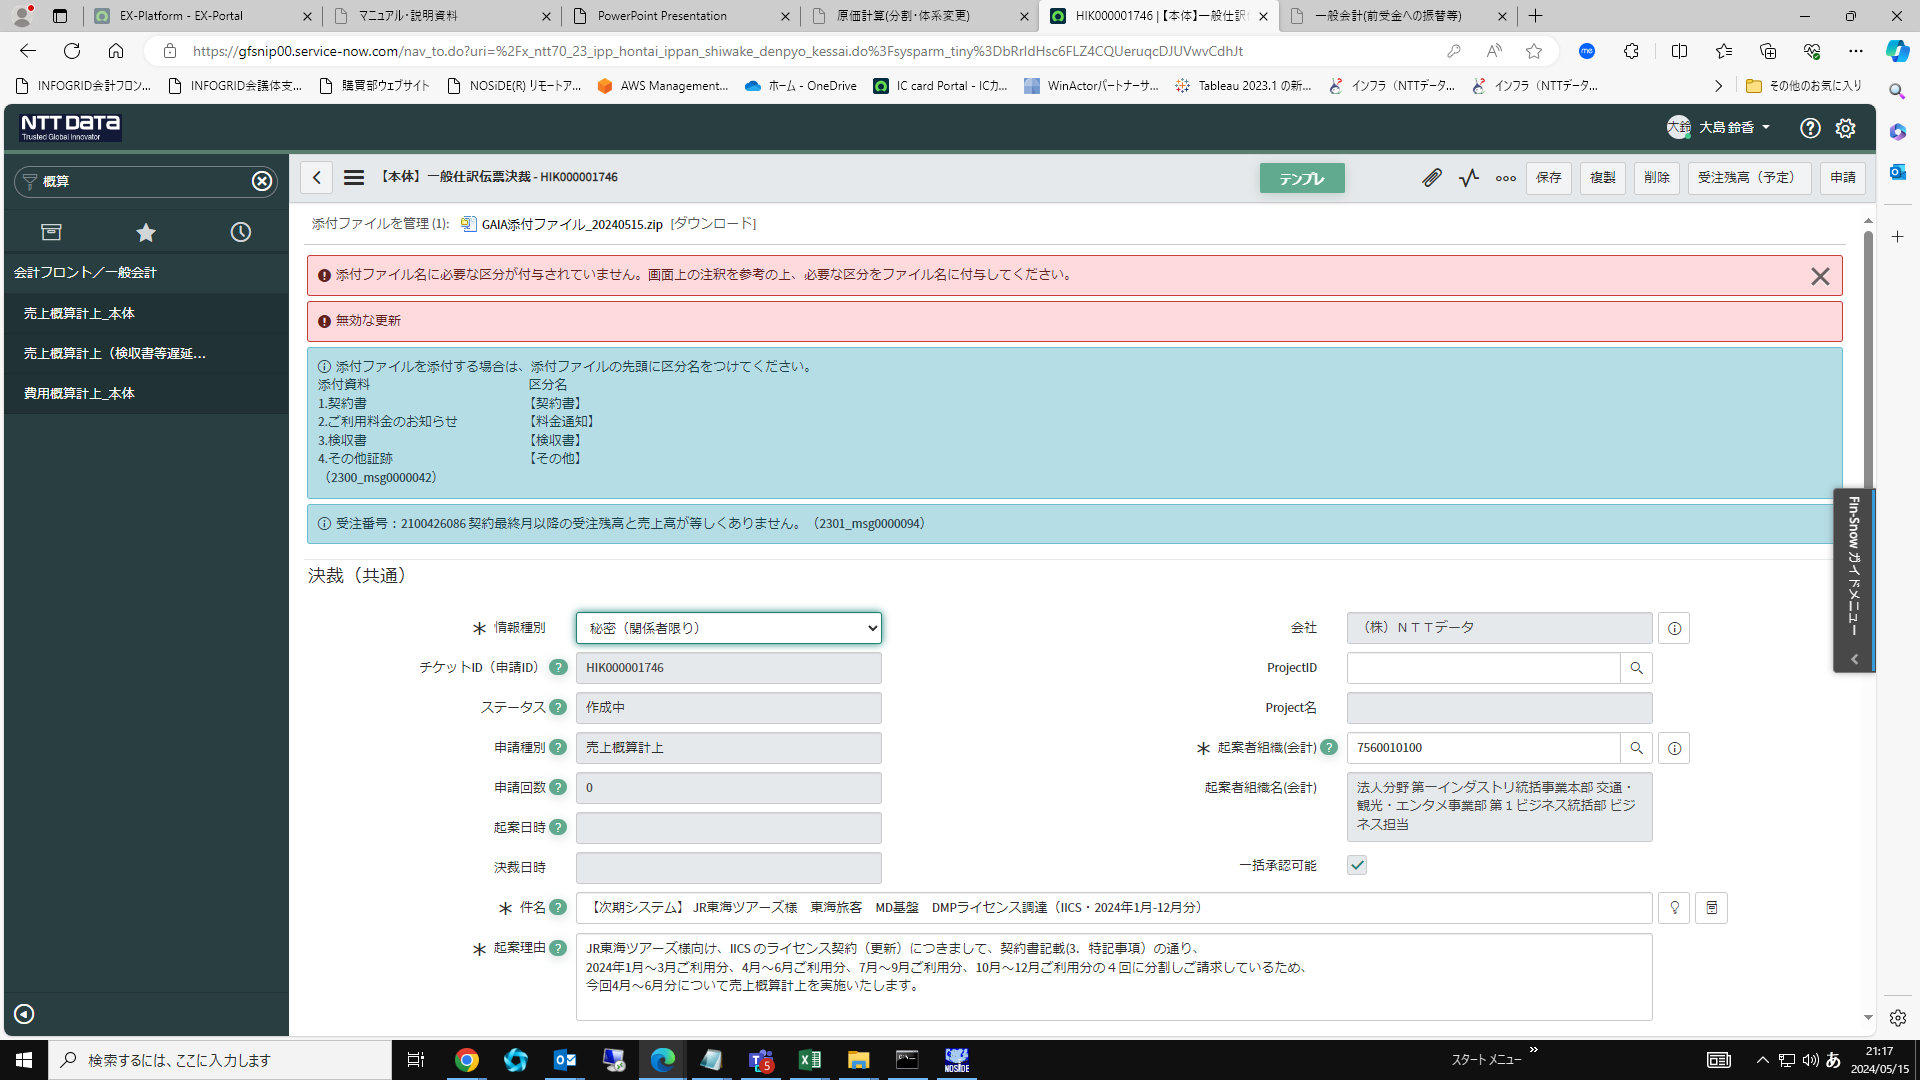 EX-Platform - EX-Portal
マニュアル･説明資料
PowerPoint Presentation
原価計算(分割･体系変更)
HIK000001746 | 【本体】一般仕訳伝
一般会計(前受金への振替等)
https://gfsnip00.service-now.com/nav_to.do?uri=%2Fx_ntt70_23_ipp_hontai_ippan_shiwake_denpyo_kessai.do%3Fsysparm_tiny%3DbRrIdHsc6FLZ4CQUeruqcDJUVwvCdhJt
INFOGRID会計フロン...
INFOGRID会議体支...
購買部ウェブサイト
NOSiDE(R) リモートア...
AWS Management...
ホーム - OneDrive
IC card Portal - ICカ...
WinActorパートナーサ...
Tableau 2023.1 の新...
インフラ（NTTデータ...
インフラ（NTTデータ...
その他のお気に入り
NTT DATA
Trusted Global Innovator
大鈴 大島 鈴香
概算
【本体】一般仕訳伝票決裁 - HIK000001746
テンプレ
保存
複製
削除
受注残高（予定）
申請
会計フロント／一般会計
売上概算計上_本体
売上概算計上（検収書等遅延...
費用概算計上_本体
添付ファイルを管理 (1): GAIA添付ファイル_20240515.zip [ダウンロード]
添付ファイル名に必要な区分が付与されていません。画面上の注釈を参考の上、必要な区分をファイル名に付与してください。
無効な更新
添付ファイルを添付する場合は、添付ファイルの先頭に区分名をつけてください。
添付資料 区分名
1.契約書 【契約書】
2.ご利用料金のお知らせ 【料金通知】
3.検収書 【検収書】
4.その他証跡 【その他】
（2300_msg0000042）
受注番号：2100426086 契約最終月以降の受注残高と売上高が等しくありません。（2301_msg0000094）
Fin-Snow ガイドメニュー
決裁（共通）
情報種別 秘密（関係者限り）
会社 （株）ＮＴＴデータ
チケットID（申請ID） HIK000001746
ProjectID
ステータス 作成中
Project名
申請種別 売上概算計上
起案者組織(会計) 7560010100
申請回数 0
起案者組織名(会計) 法人分野 第一インダストリ統括事業本部 交通・
観光・エンタメ事業部 第１ビジネス統括部 ビジ
ネス担当
起案日時
決裁日時
一括承認可能
件名 【次期システム】 JR東海ツアーズ様　東海旅客　MD基盤　DMPライセンス調達（IICS・2024年1月-12月分）
起案理由 JR東海ツアーズ様向け、IICS のライセンス契約（更新）につきまして、契約書記載(3．特記事項）の通り、
2024年1月～3月ご利用分、4月～6月ご利用分、7月～9月ご利用分、10月～12月ご利用分の４回に分割しご請求しているため、
今回4月～6月分について売上概算計上を実施いたします。
検索するには、ここに入力します
5
NOSIDE
スタート メニュー
あ
21:17
2024/05/15